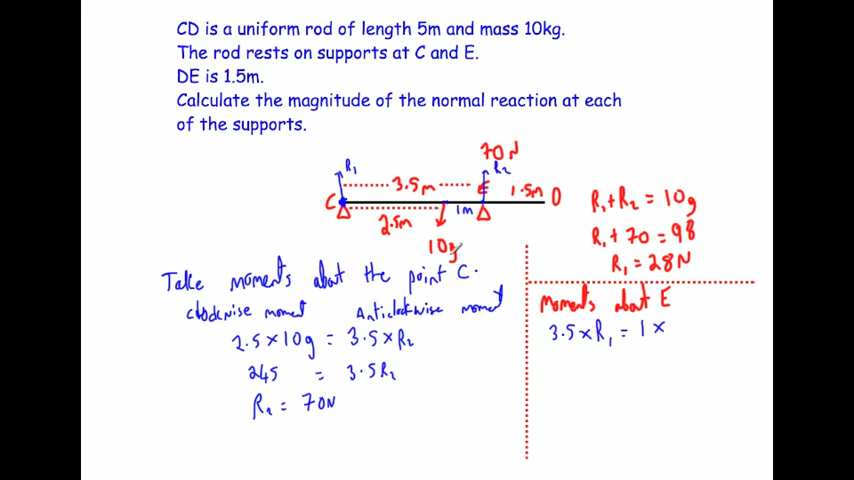 CD is a uniform rod of length 5m and mass 10kg.
The rod rests on supports at C and E.
DE is 1.5m.
Calculate the magnitude of the normal reaction at each
of the supports.
70N
R₁
R₂
3.5m
E
1.5m
D
C
2.5m
1m
10g
R₁+R₂ = 10g
R₁ + 70 = 98
R₁ = 28N
Take moments about the point C.
clockwise moment Anticlockwise moment
2.5×10g = 3.5×R₂
245 = 3.5R₂
R₂ = 70N
Moments about E
3.5×R₁ = 1×